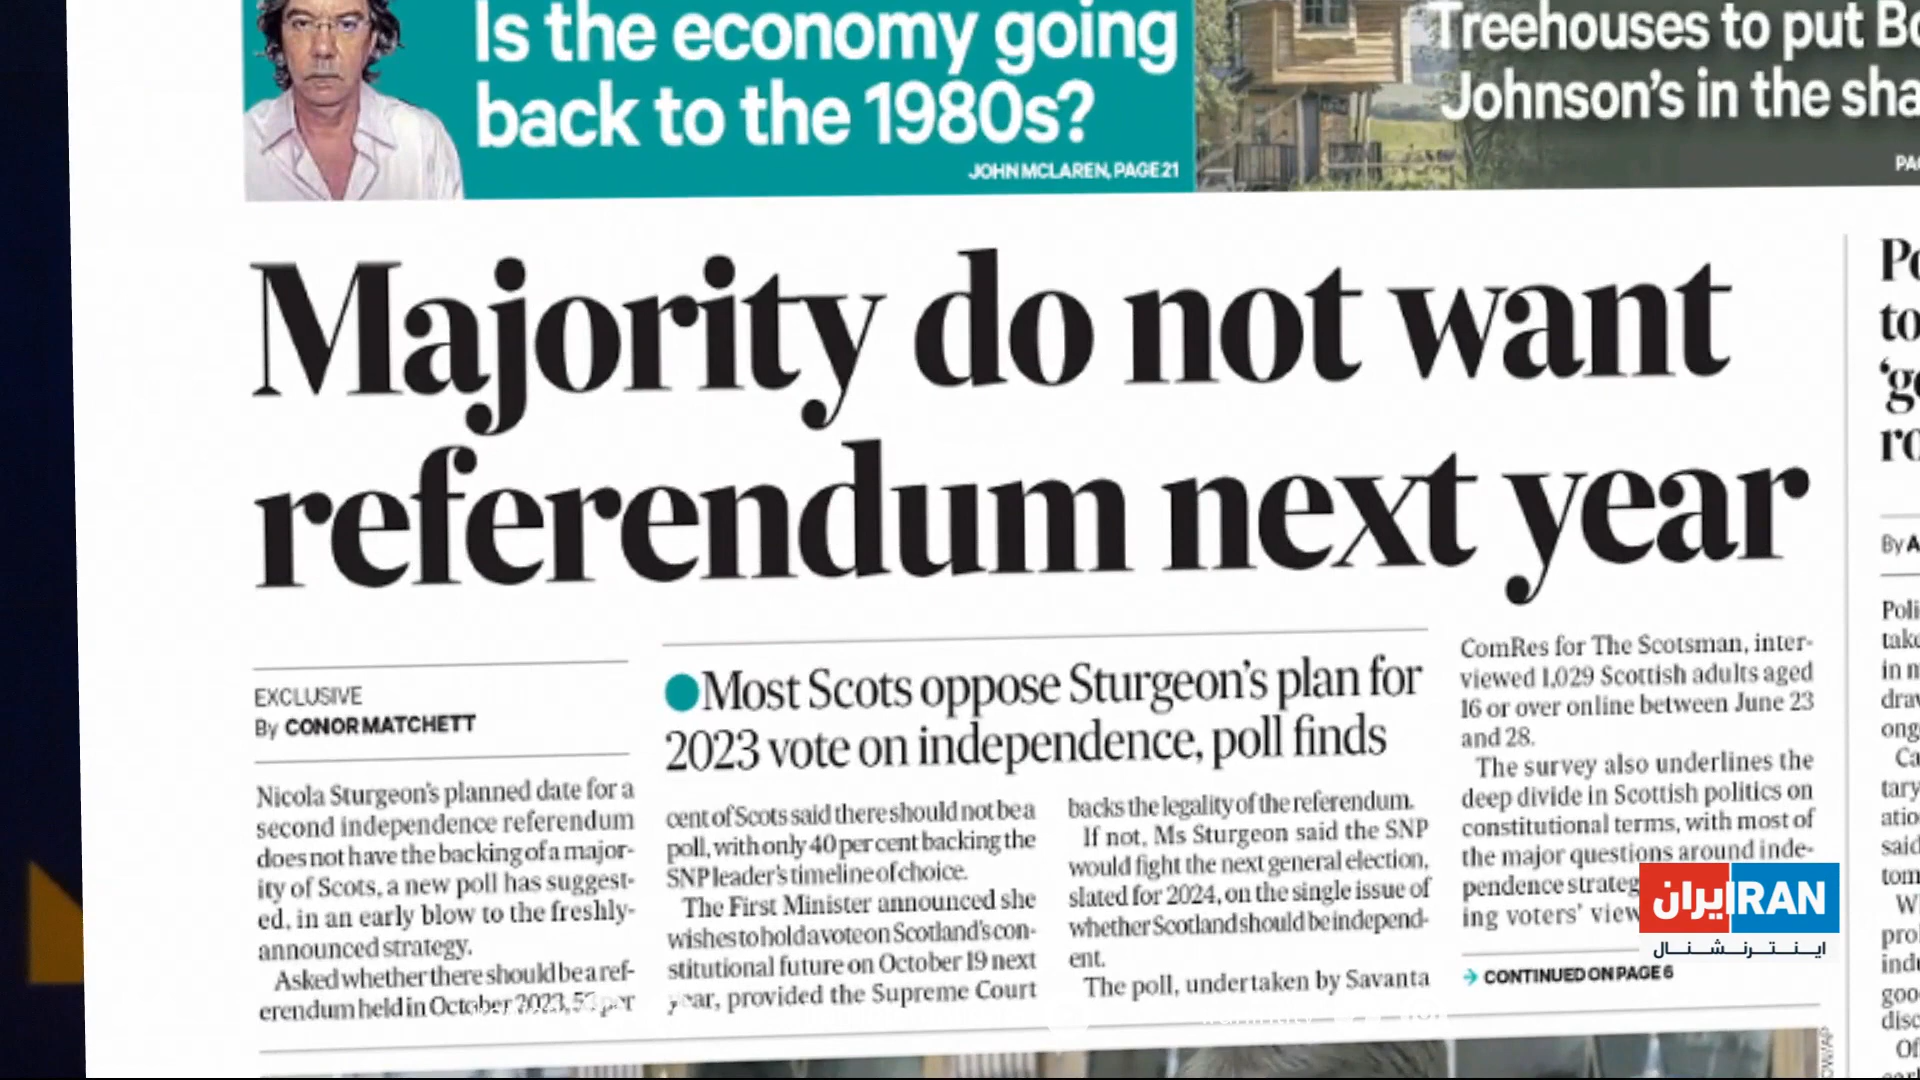 Is the economy going
back to the 1980s?
JOHN MCLAREN, PAGE 21
Treehouses to put
Johnson's in the
Majority do not want
referendum next year
EXCLUSIVE
By CONOR MATCHETT
Nicola Sturgeon's planned date for a
second independence referendum
does not have the backing of a major-
ity of Scots, a new poll has suggest-
ed, in an early blow to the freshly-
announced strategy.
Asked whether there should be a ref-
erendum held in October 2023, 53 per
●Most Scots oppose Sturgeon's plan for
2023 vote on independence, poll finds
cent of Scots said there should not be a
poll, with only 40 per cent backing the
SNP leader's timeline of choice.
The First Minister announced she
wishes to hold a vote on Scotland's con-
stitutional future on October 19 next
year, provided the Supreme Court
backs the legality of the referendum.
If not, Ms Sturgeon said the SNP
would fight the next general election,
slated for 2024, on the single issue of
whether Scotland should be independ-
ent.
The poll, undertaken by Savanta
ComRes for The Scotsman, inter-
viewed 1,029 Scottish adults aged
16 or over online between June 23
and 28.
The survey also underlines the
deep divide in Scottish politics on
constitutional terms, with most of
the major questions around inde-
pendence
ing voters'
→ CONTINUED ON PAGE 6
to
By
in
said
ایران IRAN
اینترنشنال